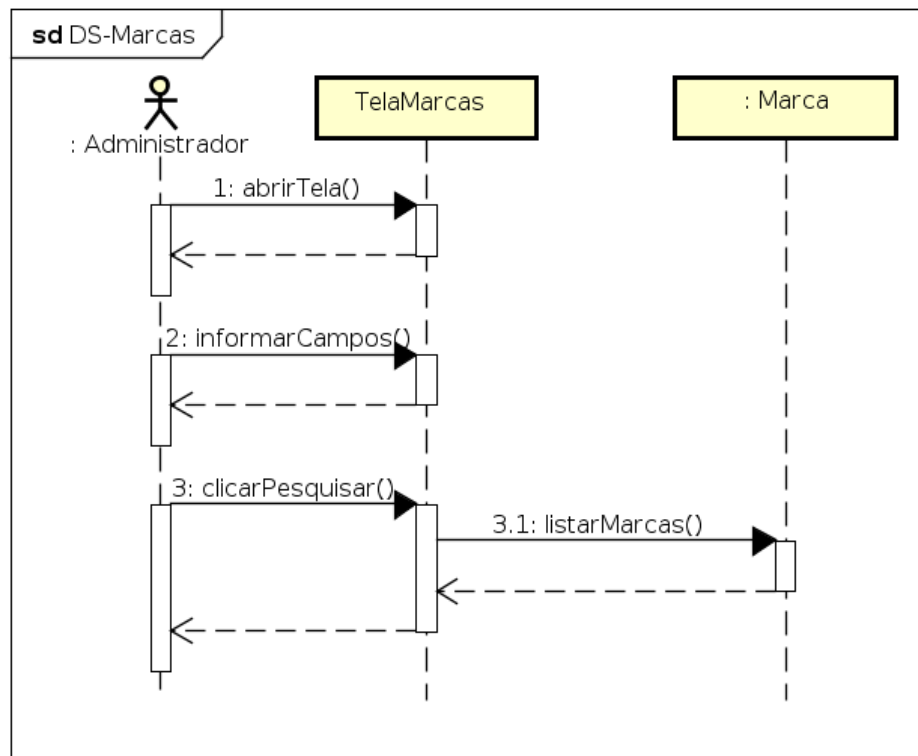 sd DS-Marcas
: Administrador
TelaMarcas
: Marca
1: abrirTela()
2: informarCampos()
3: clicarPesquisar()
3.1: listarMarcas()